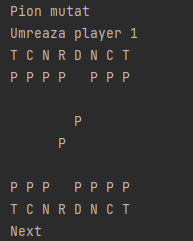 Pion mutat
Umreaza player 1
T C N R D N C T
P P P P   P P P

        P
      P

P P P   P P P P
T C N R D N C T
Next